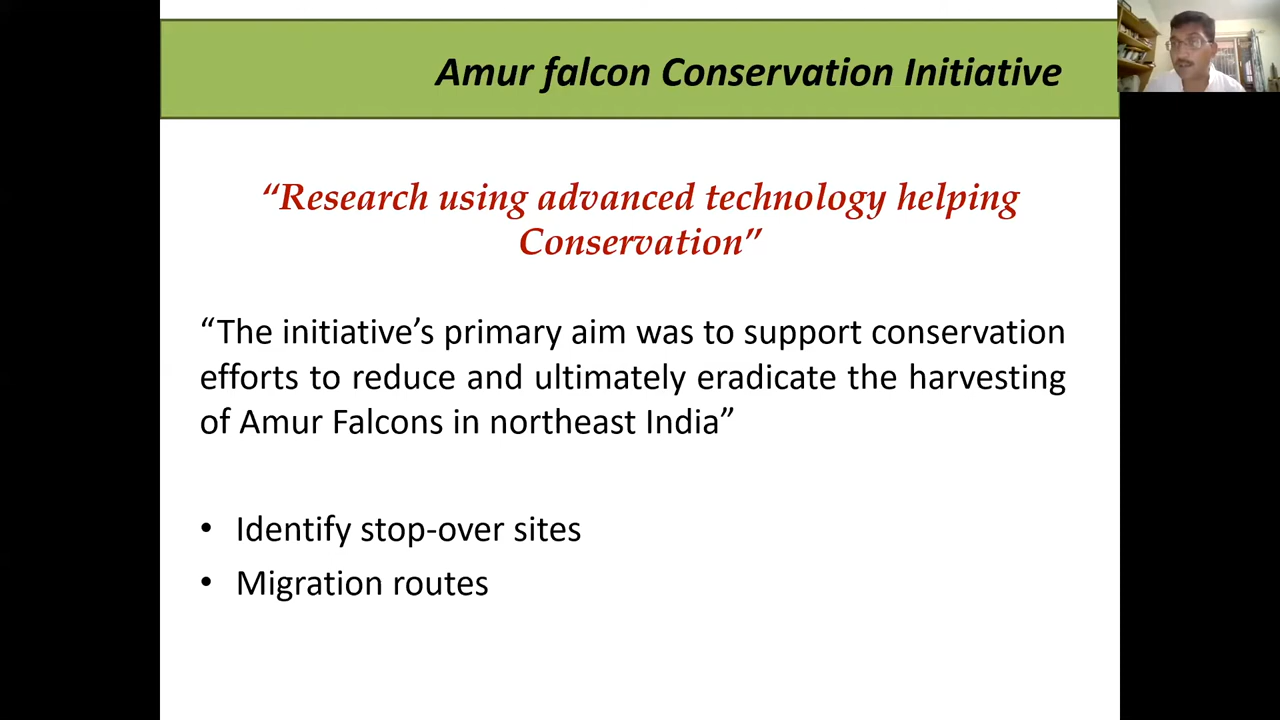 Amur falcon Conservation Initiative
“Research using advanced technology helping
Conservation”
“The initiative’s primary aim was to support conservation
efforts to reduce and ultimately eradicate the harvesting
of Amur Falcons in northeast India”
• Identify stop-over sites
• Migration routes